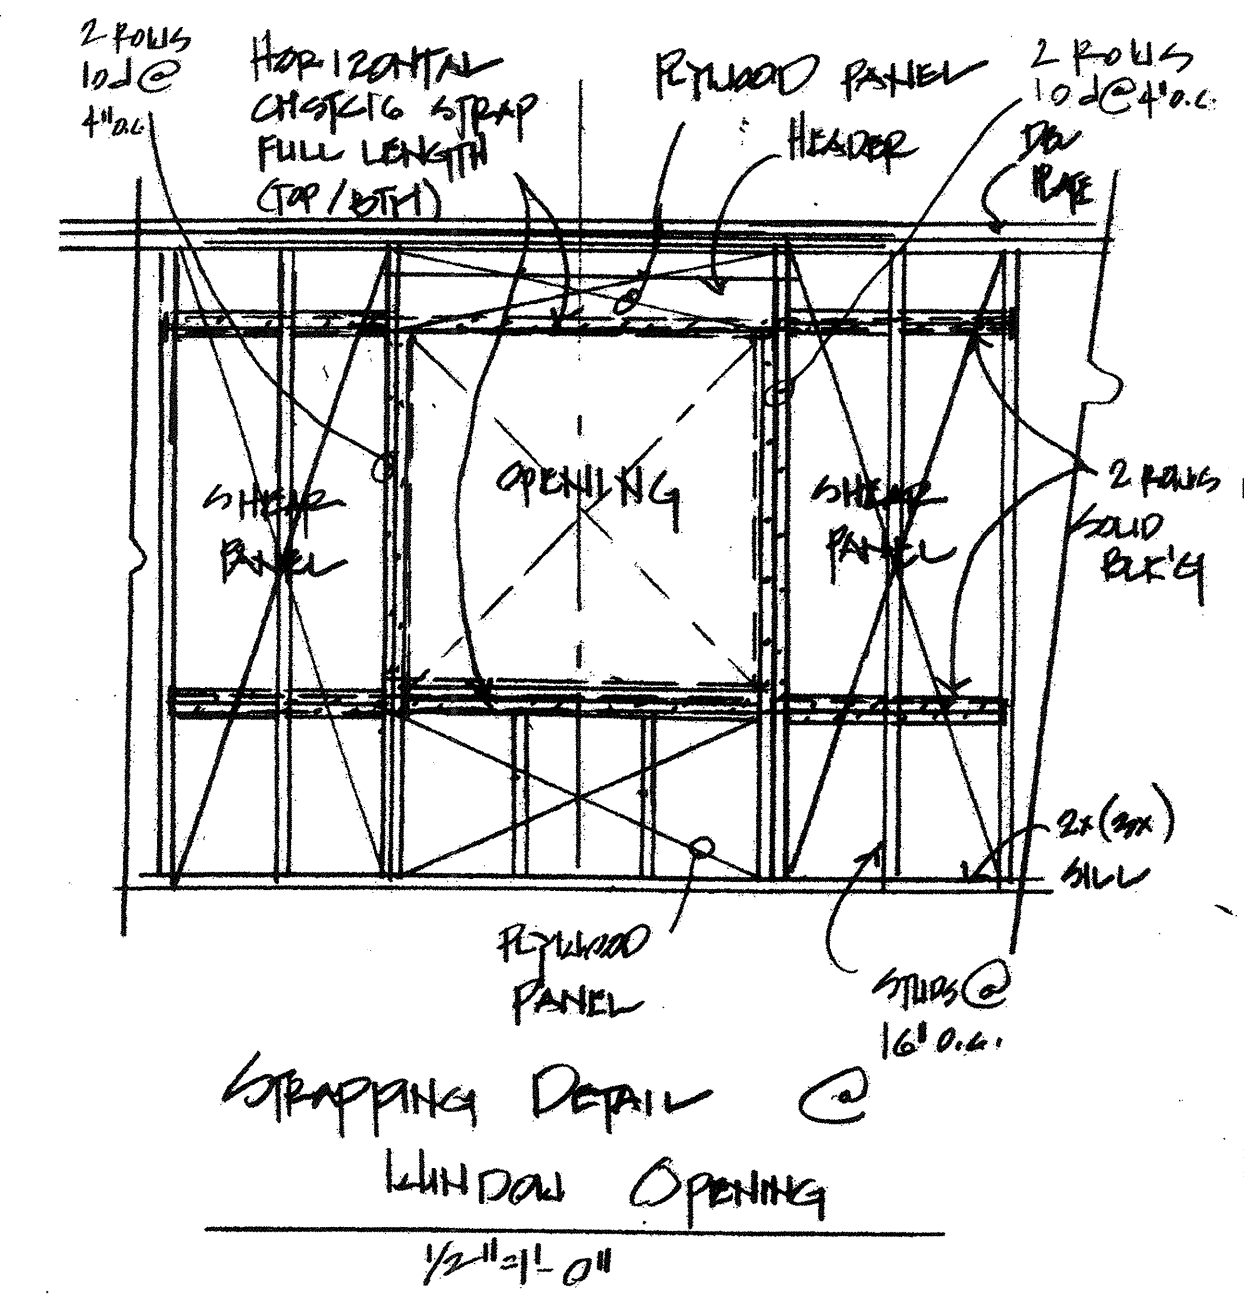 2 ROWS
10d @
4" O.C.
HORIZONTAL
CMSTC16 STRAP
FULL LENGTH
(TOP / BTM)
PLYWOOD PANEL
HEADER
2 ROWS
10d @ 4" O.C.
DBL
PLATE
SHEAR
PANEL
OPENING
SHEAR
PANEL
2 ROWS
SOLID
BLK'G
2x (3x)
SILL
PLYWOOD
PANEL
STUDS @
16" O.C.
STRAPPING DETAIL @
WINDOW OPENING
1/2"=1'-0"